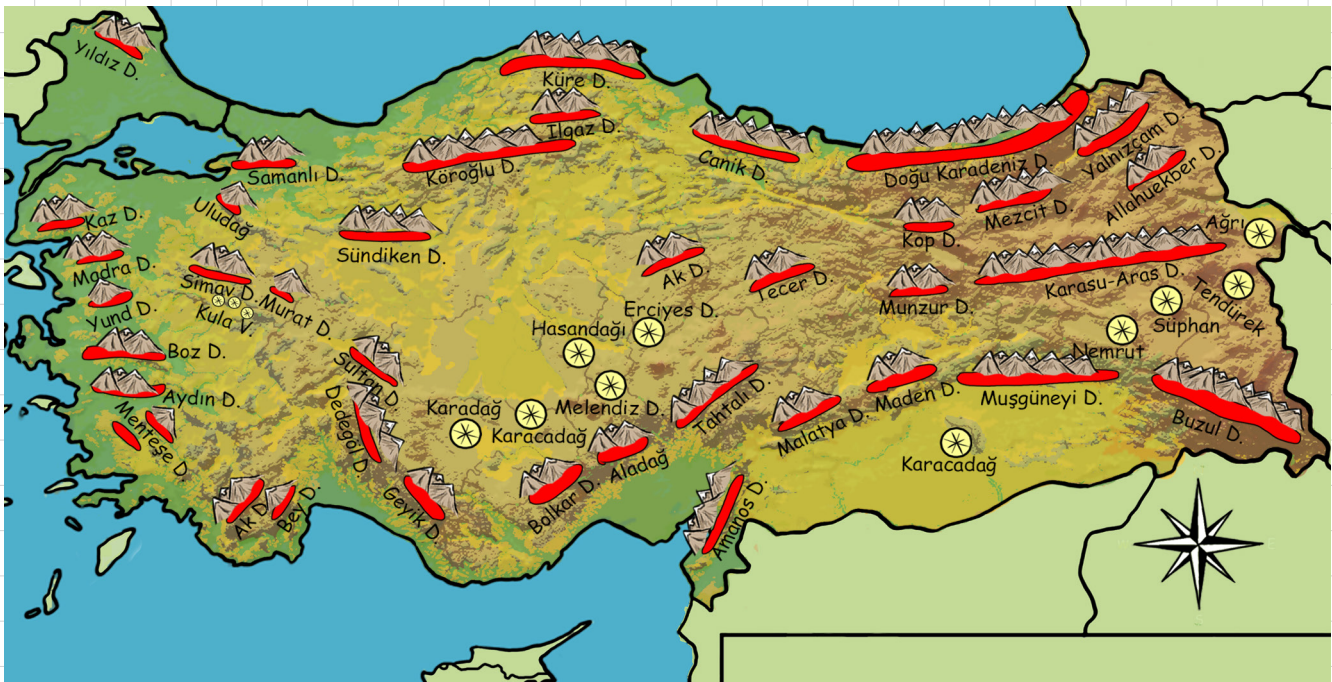 Yıldız D.
Küre D.
Ilgaz D.
Köroğlu D.
Samanlı D.
Canik D.
Doğu Karadeniz D.
Yalnızçam D.
Allahuekber D.
Mezcit D.
Kop D.
Uludağ
Kaz D.
Sündiken D.
Ağrı
Madra D.
Simav D.
Murat D.
Kula V.
Yund D.
Ak D.
Tecer D.
Munzur D.
Karasu-Aras D.
Tendürek
Süphan
Nemrut
Erciyes D.
Hasandağı
Boz D.
Sultan D.
Aydın D.
Menteşe D.
Dedegöl D.
Karadağ
Karacadağ
Melendiz D.
Tahtalı D.
Malatya D.
Maden D.
Muşgüneyi D.
Buzul D.
Karacadağ
Aladağ
Bolkar D.
Geyik D.
Ak D.
Bey D.
Amanos D.